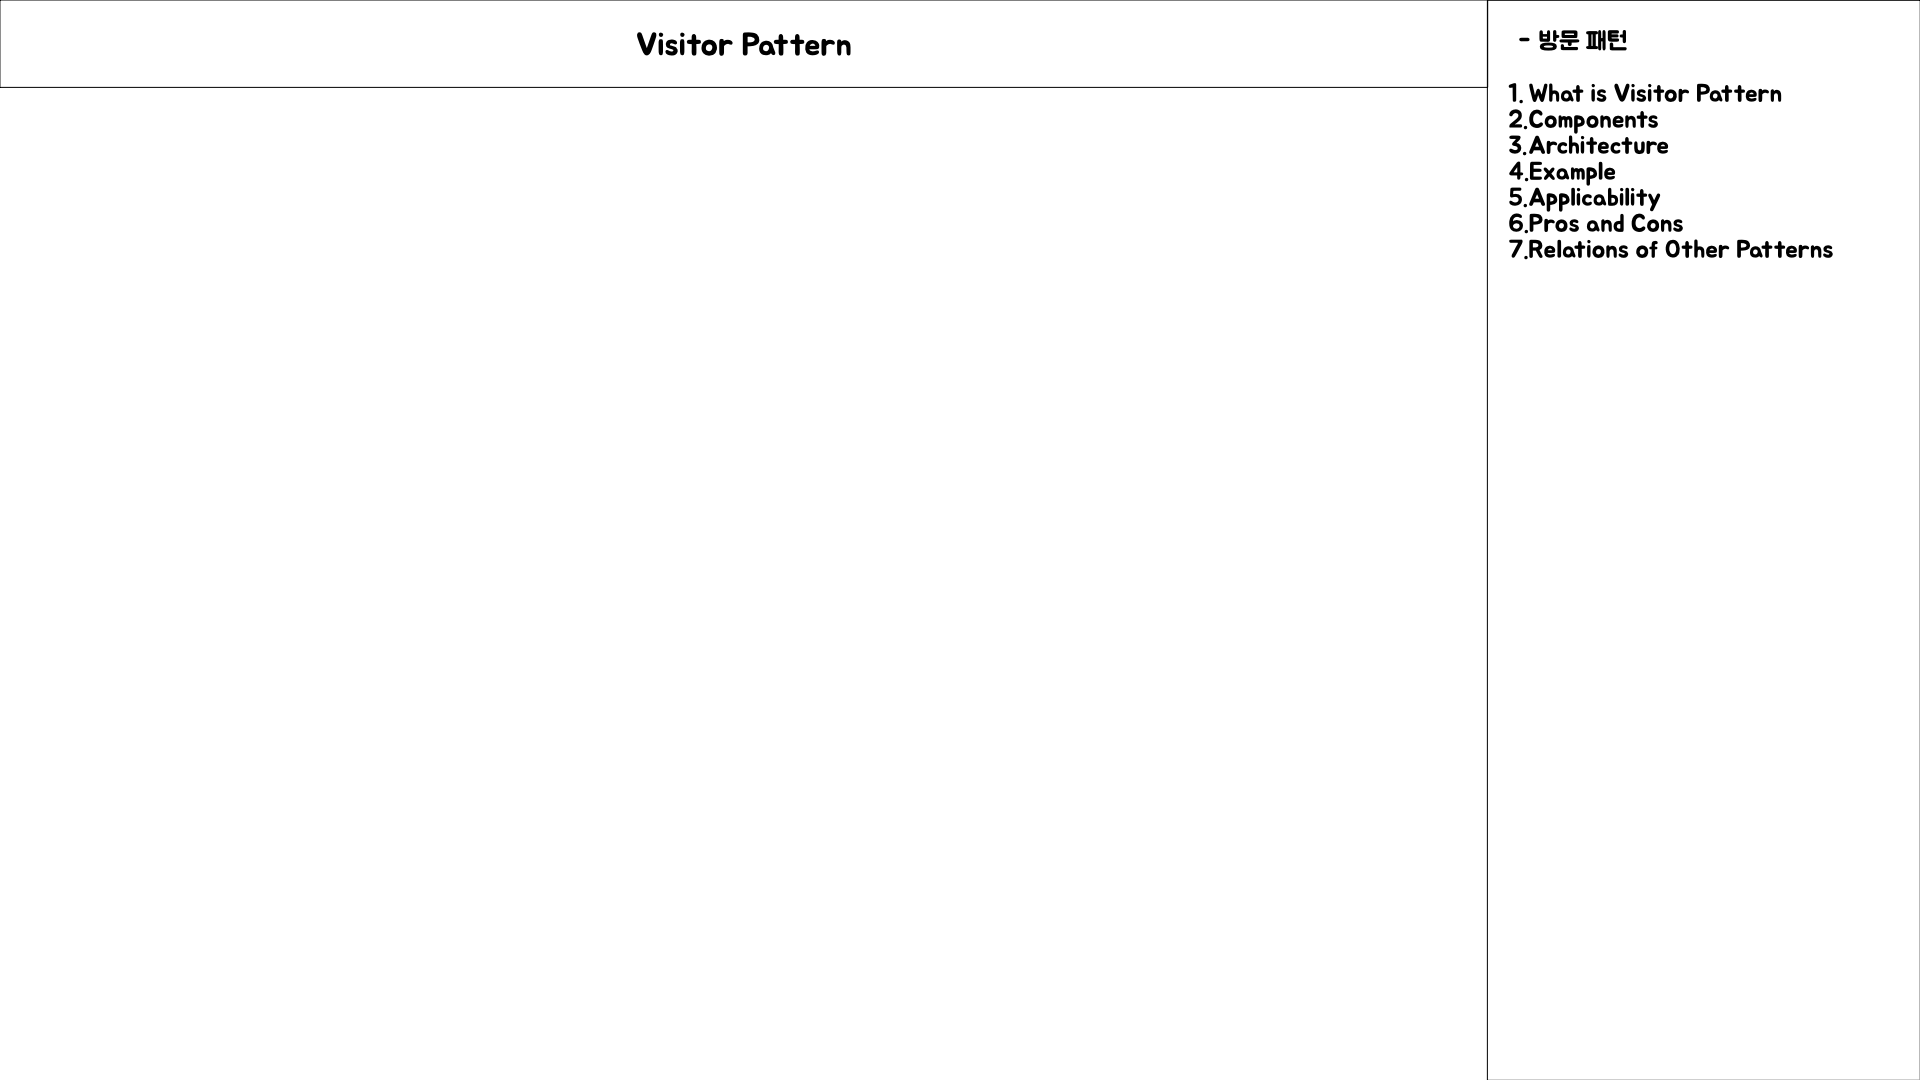 Visitor Pattern
- 방문 패턴
1. What is Visitor Pattern
2.Components
3.Architecture
4.Example
5.Applicability
6.Pros and Cons
7.Relations of Other Patterns